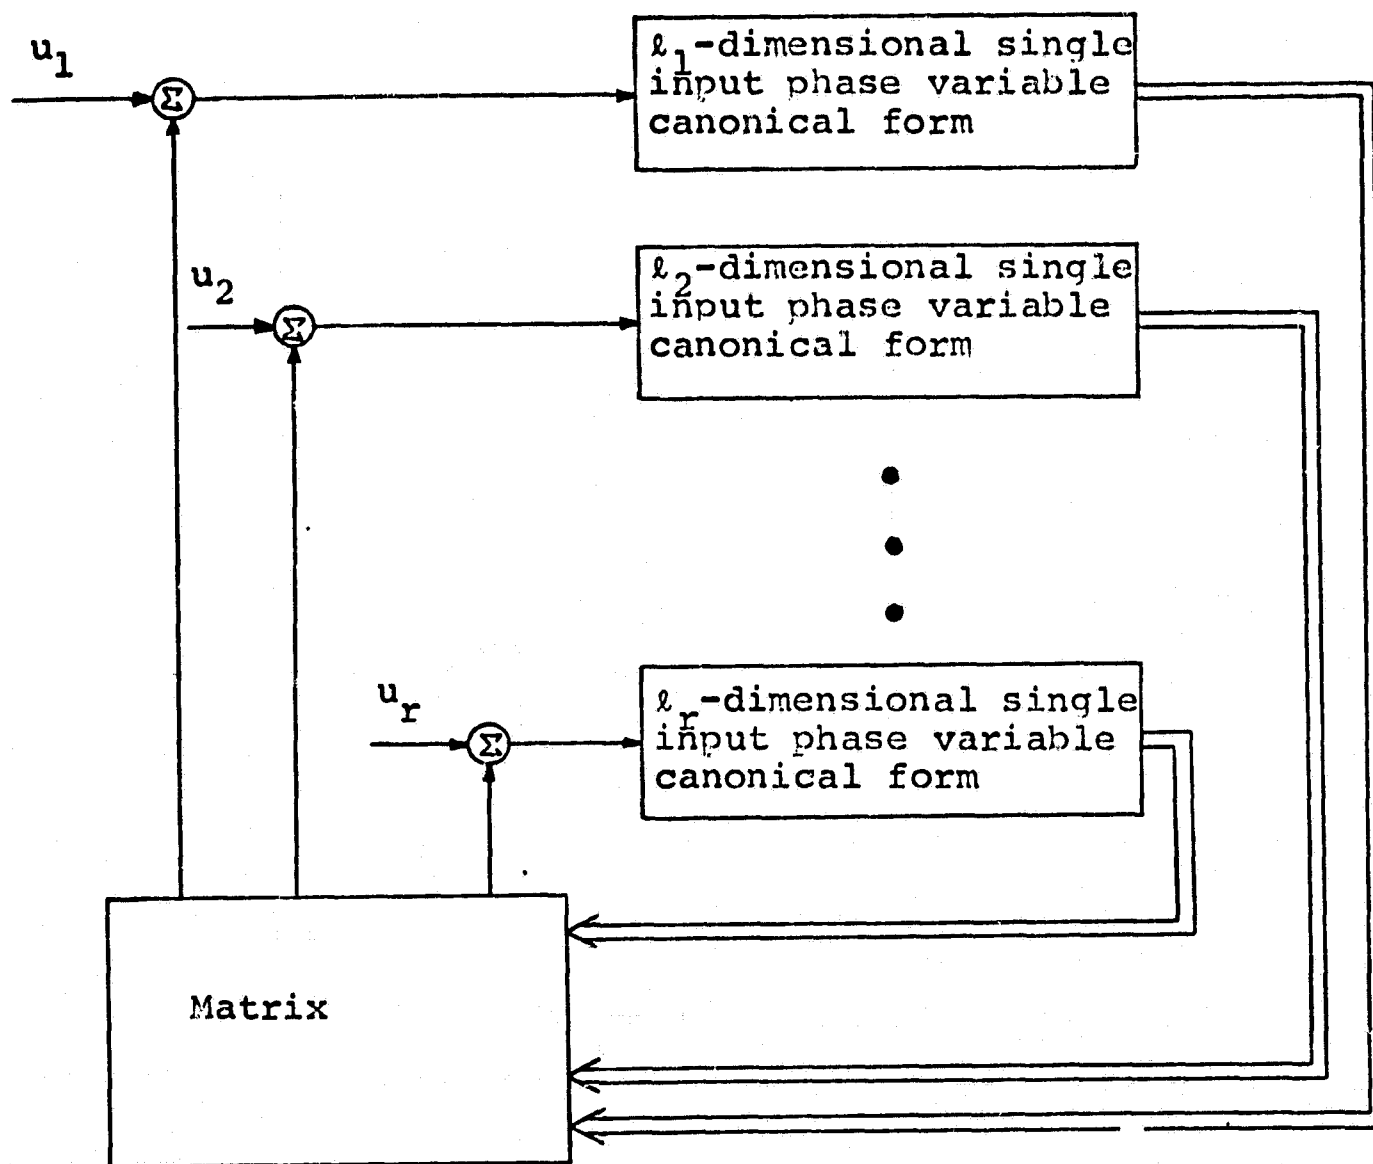 u1
Σ
ℓ1-dimensional single
input phase variable
canonical form
u2
Σ
ℓ2-dimensional single
input phase variable
canonical form
ur
Σ
ℓr-dimensional single
input phase variable
canonical form
Matrix